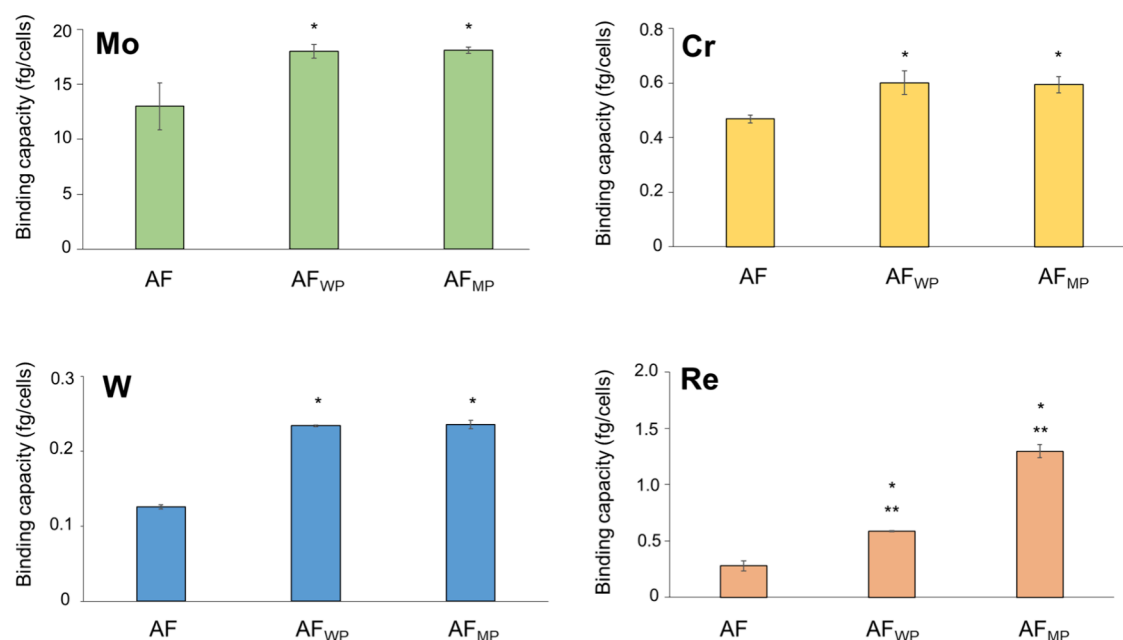 Mo
Binding capacity (fg/cells)
20
15
10
5
0
*
*
AF
AFWP
AFMP
Cr
Binding capacity (fg/cells)
0.8
0.6
0.4
0.2
0
*
*
AF
AFWP
AFMP
W
Binding capacity (fg/cells)
0.3
0.2
0.1
0
*
*
AF
AFWP
AFMP
Re
Binding capacity (fg/cells)
2.0
1.5
1.0
0.5
0
*
**
*
**
AF
AFWP
AFMP